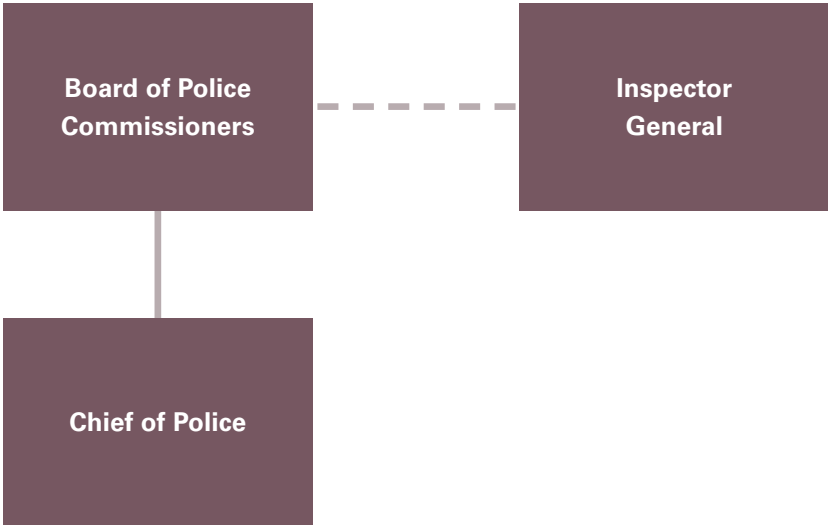 Board of Police
Commissioners
Inspector
General
Chief of Police